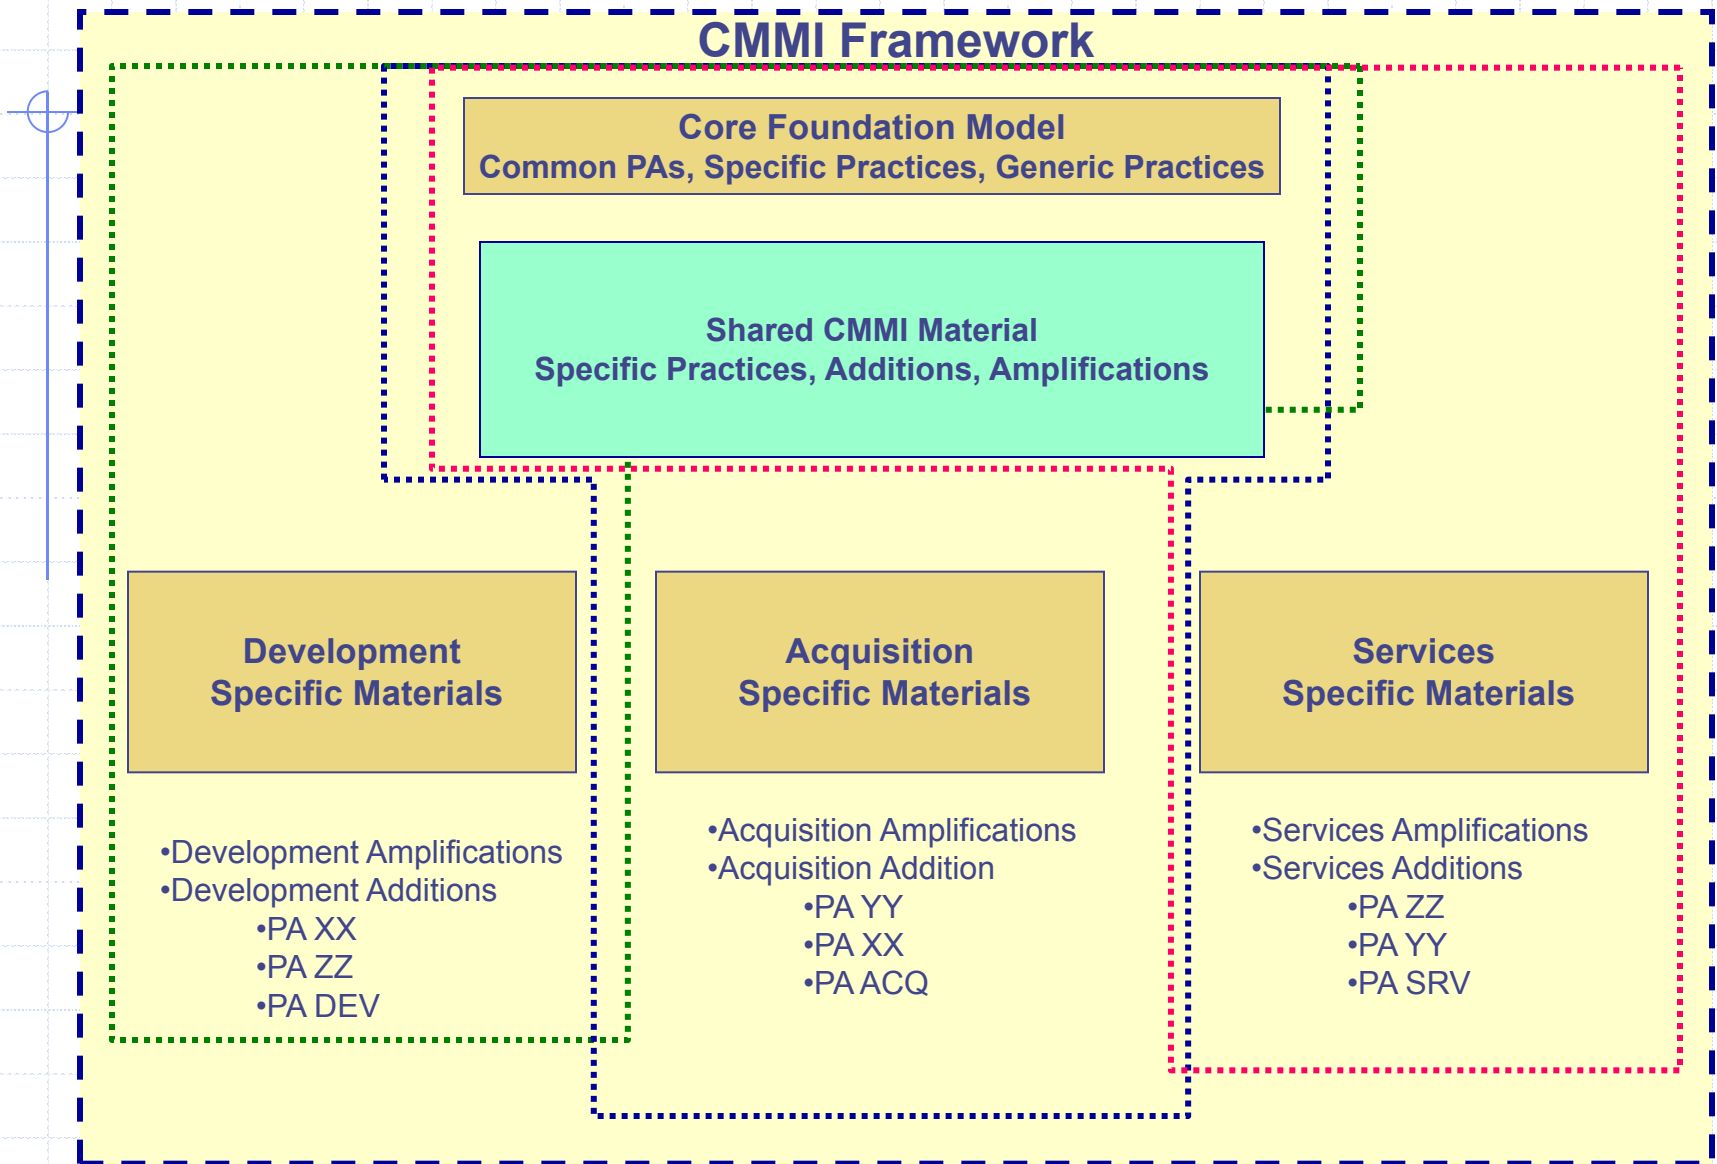 CMMI Framework
Core Foundation Model
Common PAs, Specific Practices, Generic Practices
Shared CMMI Material
Specific Practices, Additions, Amplifications
Development
Specific Materials
•Development Amplifications
•Development Additions
•PA XX
•PA ZZ
•PA DEV
Acquisition
Specific Materials
•Acquisition Amplifications
•Acquisition Addition
•PA YY
•PA XX
•PA ACQ
Services
Specific Materials
•Services Amplifications
•Services Additions
•PA ZZ
•PA YY
•PA SRV